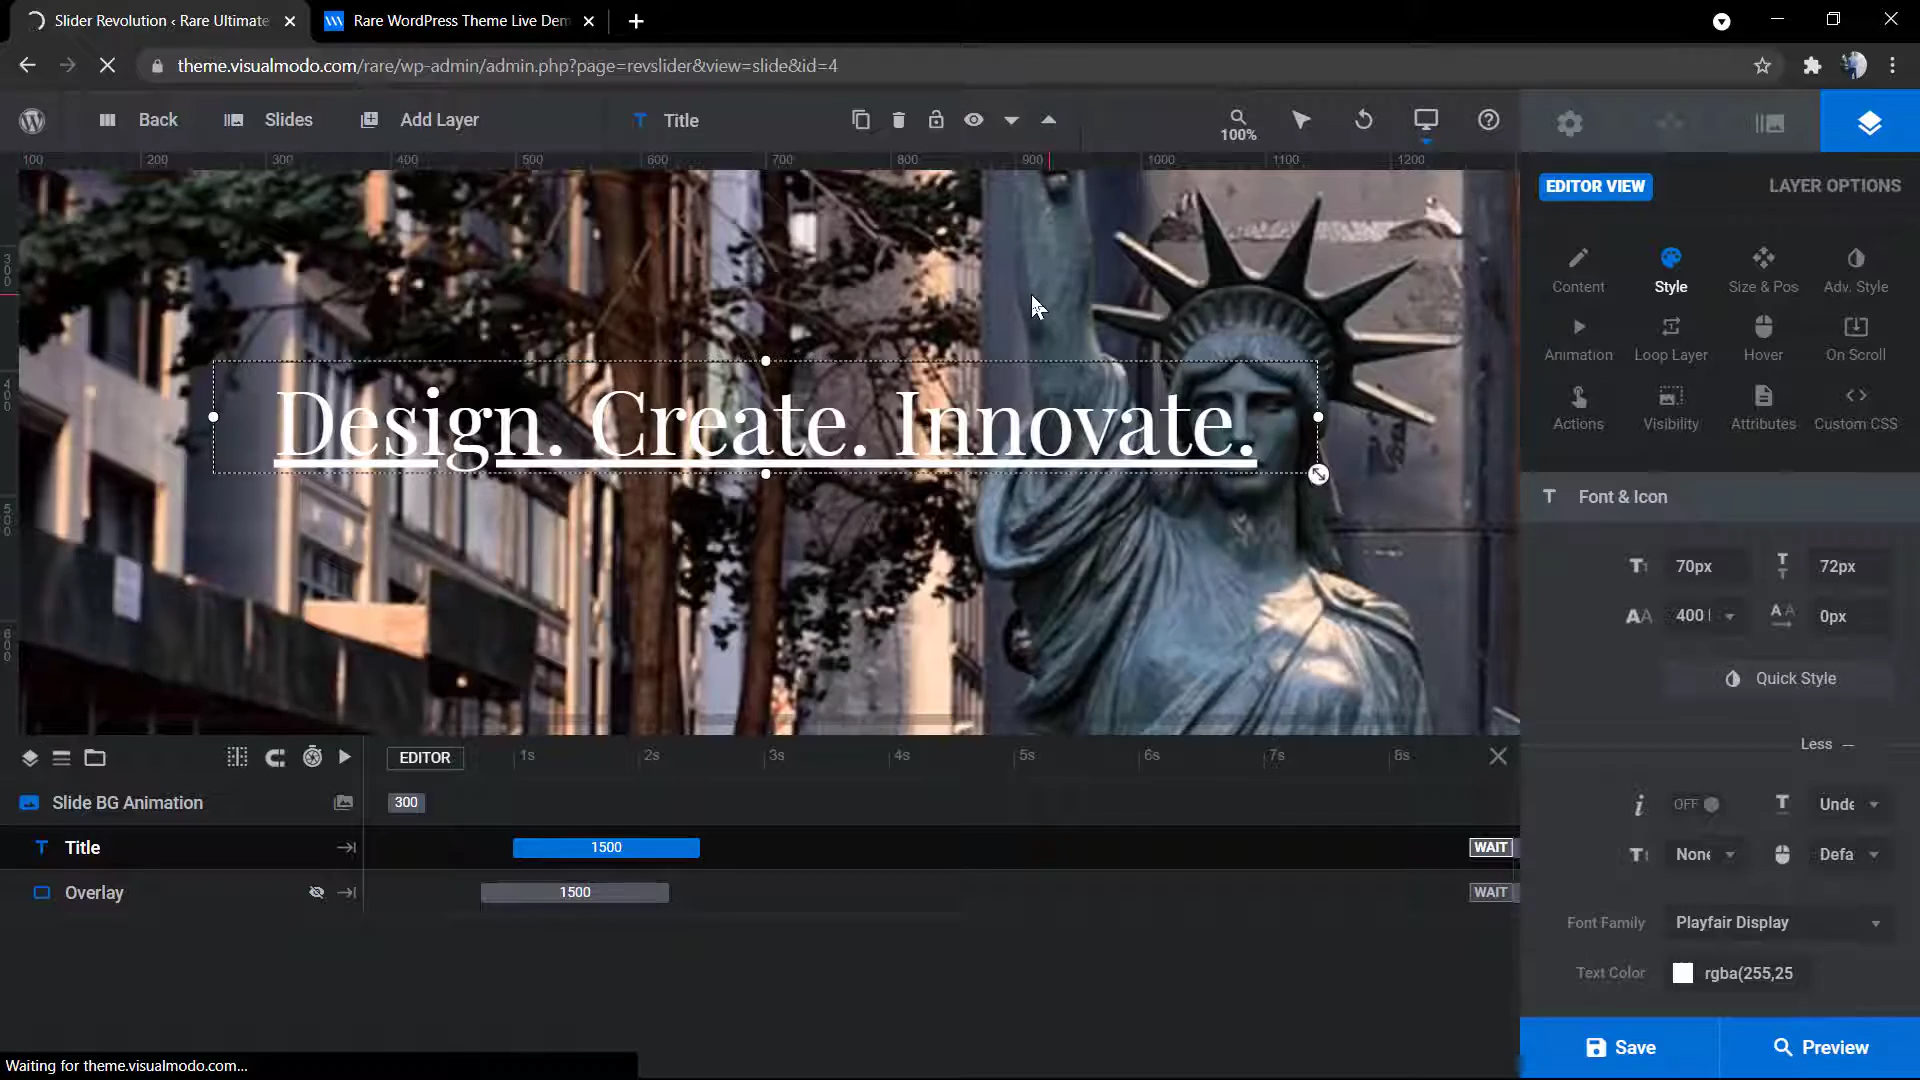 Slider Revolution ‹ Rare Ultimate
Rare WordPress Theme Live Dem
theme.visualmodo.com/rare/wp-admin/admin.php?page=revslider&view=slide&id=4
Back
Slides
Add Layer
Title
100%
100 200 300 400 500 600 700 800 900 1000 1100 1200
300
400
500
600
EDITOR VIEW
LAYER OPTIONS
Content
Style
Size & Pos
Adv. Style
Animation
Loop Layer
Hover
On Scroll
Actions
Visibility
Attributes
Custom CSS
Design. Create. Innovate.
Font & Icon
70px
72px
400
0px
Quick Style
Less
OFF
Unde
None
Defa
Font Family
Playfair Display
Text Color
rgba(255,25
EDITOR
1s 2s 3s 4s 5s 6s 7s 8s
Slide BG Animation
300
Title
1500
WAIT
Overlay
1500
WAIT
Save
Preview
Waiting for theme.visualmodo.com...